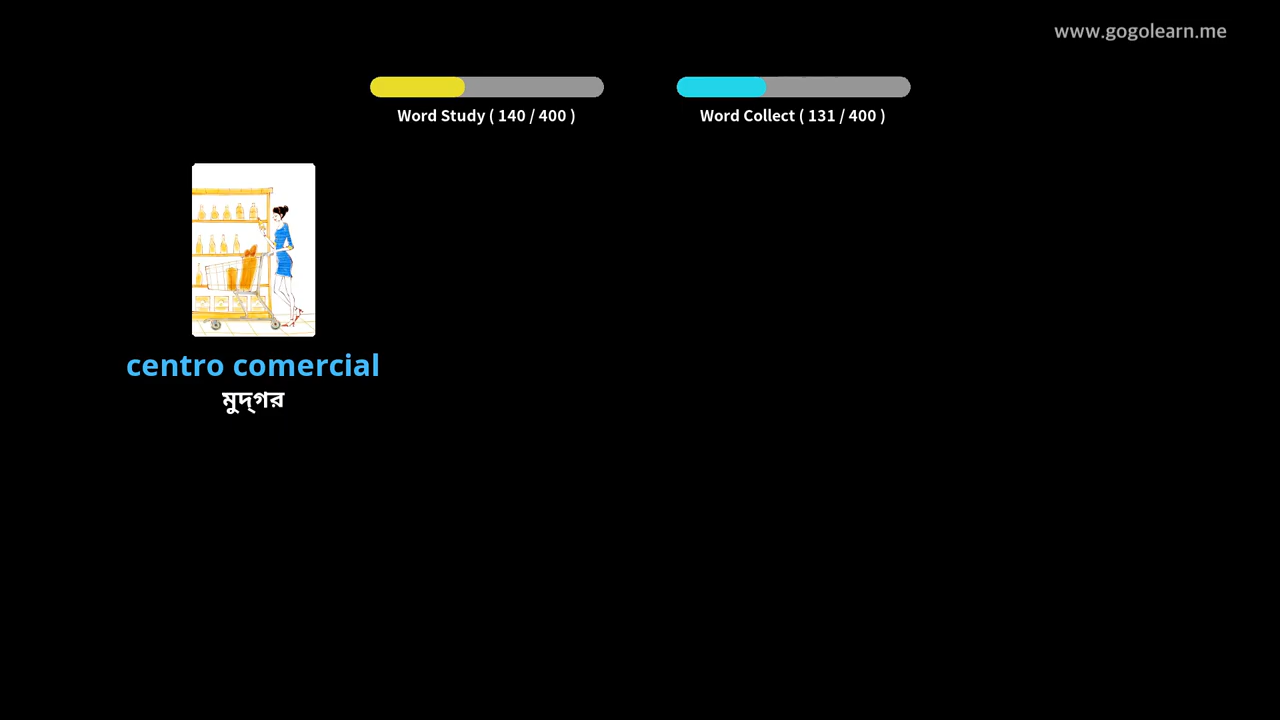 www.gogolearn.me
Word Study ( 140 / 400 )
Word Collect ( 131 / 400 )
centro comercial
মুদ্গর